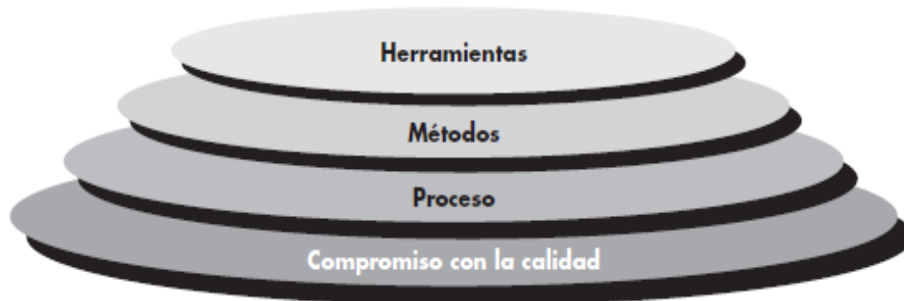 Herramientas
Métodos
Proceso
Compromiso con la calidad